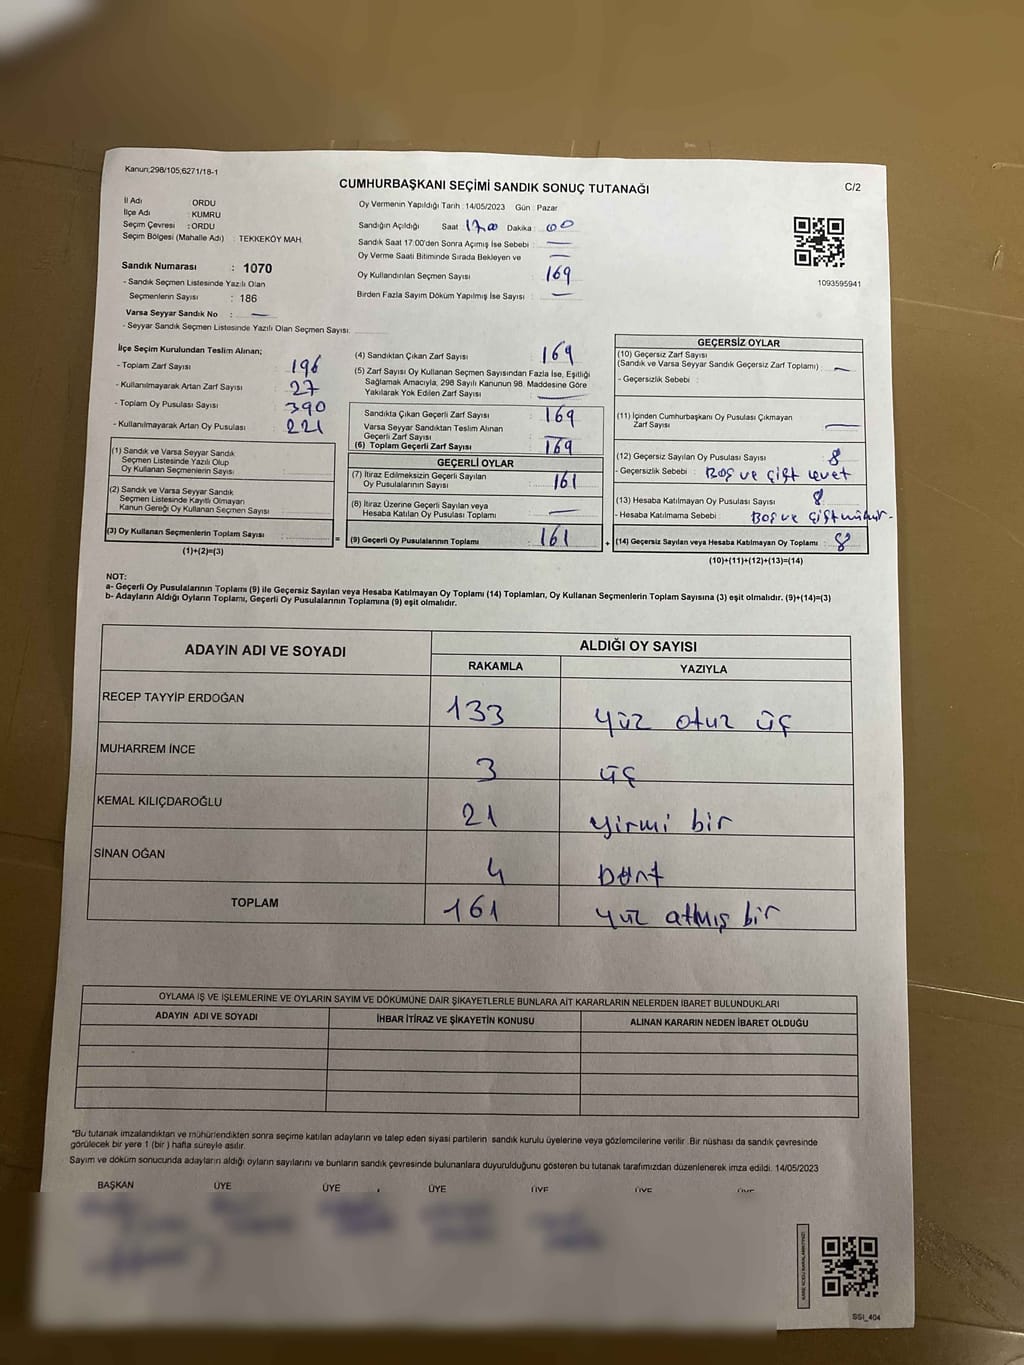 Kanun;298/105;6271/18-1
CUMHURBAŞKANI SEÇİMİ SANDIK SONUÇ TUTANAĞI
C/2
İl Adı : ORDU
İlçe Adı : KUMRU
Seçim Çevresi : ORDU
Seçim Bölgesi (Mahalle Adı) : TEKKEKÖY MAH.
Sandık Numarası : 1070
- Sandık Seçmen Listesinde Yazılı Olan
Seçmenlerin Sayısı : 186
Varsa Seyyar Sandık No : —
- Seyyar Sandık Seçmen Listesinde Yazılı Olan Seçmen Sayısı:
Oy Vermenin Yapıldığı Tarih : 14/05/2023 Gün : Pazar
Sandığın Açıldığı Saat 17.00 Dakika : 00
Sandık Saat 17:00'den Sonra Açımış İse Sebebi : —
Oy Verme Saati Bitiminde Sırada Bekleyen ve —
Oy Kullandırılan Seçmen Sayısı : 169
Birden Fazla Sayım Döküm Yapılmış İse Sayısı : —
1093595941
İlçe Seçim Kurulundan Teslim Alınan;
- Toplam Zarf Sayısı 196
- Kullanılmayarak Artan Zarf Sayısı 27
- Toplam Oy Pusulası Sayısı 390
- Kullanılmayarak Artan Oy Pusulası 221
(1) Sandık ve Varsa Seyyar Sandık
Seçmen Listesinde Yazılı Olup
Oy Kullanan Seçmenlerin Sayısı
(2) Sandık ve Varsa Seyyar Sandık
Seçmen Listesinde Kayıtlı Olmayan
Kanun Gereği Oy Kullanan Seçmen Sayısı
(3) Oy Kullanan Seçmenlerin Toplam Sayısı
(1)+(2)=(3)
=
(4) Sandıktan Çıkan Zarf Sayısı 169
(5) Zarf Sayısı Oy Kullanan Seçmen Sayısından Fazla İse, Eşitliği
Sağlamak Amacıyla, 298 Sayılı Kanunun 98. Maddesine Göre
Yakılarak Yok Edilen Zarf Sayısı —
Sandıkta Çıkan Geçerli Zarf Sayısı 169
Varsa Seyyar Sandıktan Teslim Alınan
Geçerli Zarf Sayısı —
(6) Toplam Geçerli Zarf Sayısı 169
GEÇERLİ OYLAR
(7) İtiraz Edilmeksizin Geçerli Sayılan
Oy Pusulalarının Sayısı 161
(8) İtiraz Üzerine Geçerli Sayılan veya
Hesaba Katılan Oy Pusulası Toplamı —
(9) Geçerli Oy Pusulalarının Toplamı 161
+
GEÇERSİZ OYLAR
(10) Geçersiz Zarf Sayısı
(Sandık ve Varsa Seyyar Sandık Geçersiz Zarf Toplamı) : —
- Geçersizlik Sebebi :
(11) İçinden Cumhurbaşkanı Oy Pusulası Çıkmayan
Zarf Sayısı —
(12) Geçersiz Sayılan Oy Pusulası Sayısı : 8
- Geçersizlik Sebebi : Boş ve çift evet
(13) Hesaba Katılmayan Oy Pusulası Sayısı 8
- Hesaba Katılmama Sebebi : Boş ve
(14) Geçersiz Sayılan veya Hesaba Katılmayan Oy Toplamı : 8
(10)+(11)+(12)+(13)=(14)
NOT:
a- Geçerli Oy Pusulalarının Toplamı (9) ile Geçersiz Sayılan veya Hesaba Katılmayan Oy Toplamı (14) Toplamları, Oy Kullanan Seçmenlerin Toplam Sayısına (3) eşit olmalıdır. (9)+(14)=(3)
b- Adayların Aldığı Oyların Toplamı, Geçerli Oy Pusulalarının Toplamına (9) eşit olmalıdır.
ADAYIN ADI VE SOYADI
ALDIĞI OY SAYISI
RAKAMLA YAZIYLA
RECEP TAYYİP ERDOĞAN 133 yüz otuz üç
MUHARREM İNCE 3 üç
KEMAL KILIÇDAROĞLU 21 yirmi bir
SİNAN OĞAN 4 dört
TOPLAM 161 yüz atmış bir
OYLAMA İŞ VE İŞLEMLERİNE VE OYLARIN SAYIM VE DÖKÜMÜNE DAİR ŞİKAYETLERLE BUNLARA AİT KARARLARIN NELERDEN İBARET BULUNDUKLARI
ADAYIN ADI VE SOYADI İHBAR İTİRAZ VE ŞİKAYETİN KONUSU ALINAN KARARIN NEDEN İBARET OLDUĞU
*Bu tutanak imzalandıktan ve mühürlendikten sonra seçime katılan adayların ve talep eden siyasi partilerin sandık kurulu üyelerine veya gözlemcilerine verilir. Bir nüshası da sandık çevresinde
görülecek bir yere 1 (bir ) hafta süreyle asılır.
Sayım ve döküm sonucunda adayların aldığı oyların sayılarını ve bunların sandık çevresinde bulunanlara duyurulduğunu gösteren bu tutanak tarafımızdan düzenlenerek imza edildi. 14/05/2023
BAŞKAN ÜYE ÜYE ÜYE ÜYE ÜYE ÜYE
SSI_404